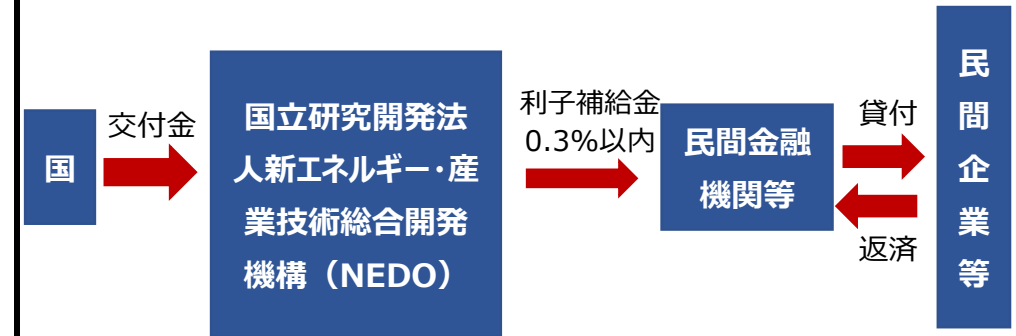 国
交付金
国立研究開発法
人新エネルギー・産
業技術総合開発
機構（NEDO）
利子補給金
0.3%以内
民間金融
機関等
貸付
返済
民
間
企
業
等